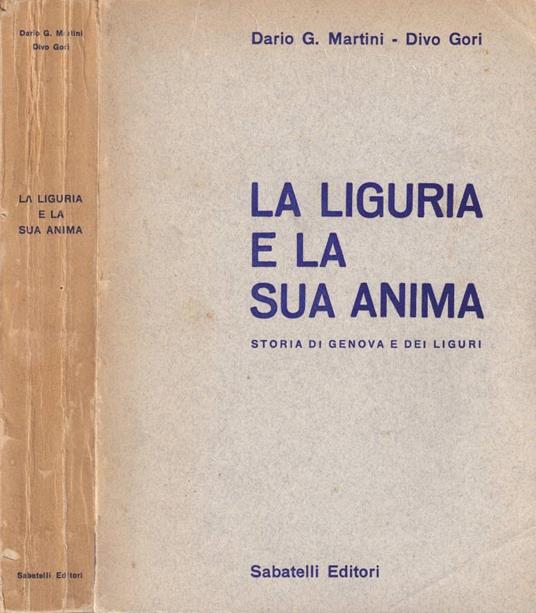 Dario G. Martini
Divo Gori
LA LIGURIA
E LA
SUA ANIMA
Sabatelli Editori
Dario G. Martini - Divo Gori
LA LIGURIA
E LA
SUA ANIMA
STORIA DI GENOVA E DEI LIGURI
Sabatelli Editori